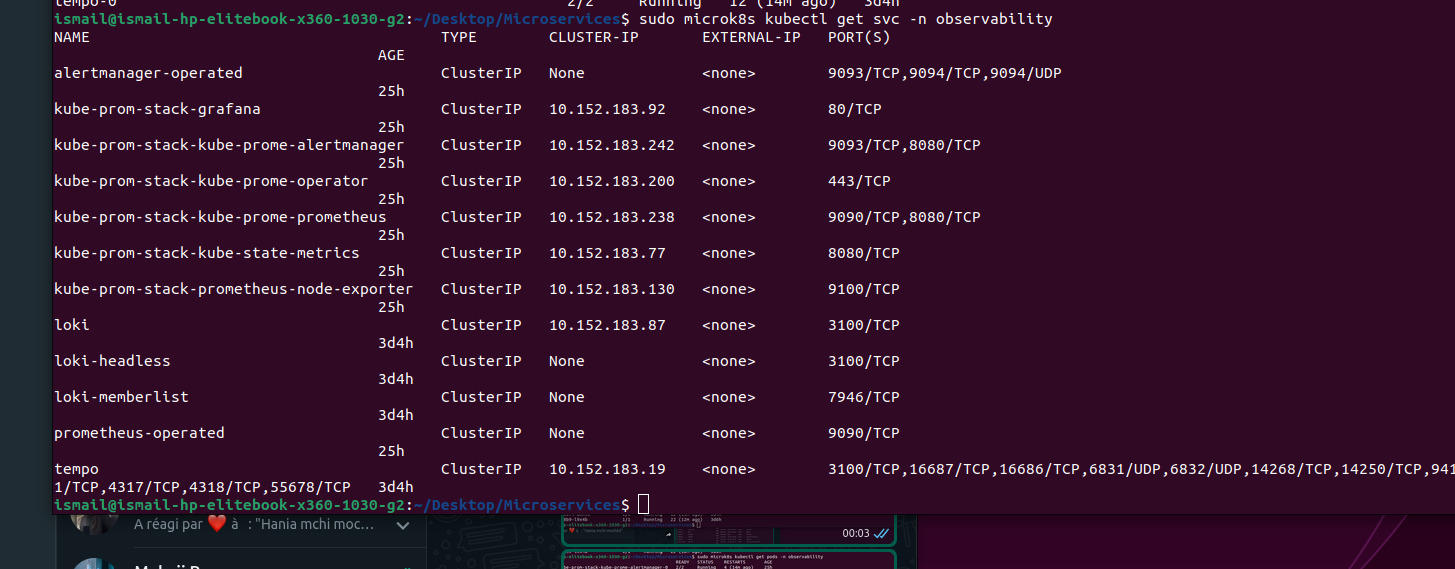 tempo-0 2/2 Running 12 (14m ago) 3d4h
ismail@ismail-hp-elitebook-x360-1030-g2:~/Desktop/Microservices$ sudo microk8s kubectl get svc -n observability
NAME TYPE CLUSTER-IP EXTERNAL-IP PORT(S)
AGE
alertmanager-operated ClusterIP None <none> 9093/TCP,9094/TCP,9094/UDP
25h
kube-prom-stack-grafana ClusterIP 10.152.183.92 <none> 80/TCP
25h
kube-prom-stack-kube-prome-alertmanager ClusterIP 10.152.183.242 <none> 9093/TCP,8080/TCP
25h
kube-prom-stack-kube-prome-operator ClusterIP 10.152.183.200 <none> 443/TCP
25h
kube-prom-stack-kube-prome-prometheus ClusterIP 10.152.183.238 <none> 9090/TCP,8080/TCP
25h
kube-prom-stack-kube-state-metrics ClusterIP 10.152.183.77 <none> 8080/TCP
25h
kube-prom-stack-prometheus-node-exporter ClusterIP 10.152.183.130 <none> 9100/TCP
25h
loki ClusterIP 10.152.183.87 <none> 3100/TCP
3d4h
loki-headless ClusterIP None <none> 3100/TCP
3d4h
loki-memberlist ClusterIP None <none> 7946/TCP
3d4h
prometheus-operated ClusterIP None <none> 9090/TCP
25h
tempo ClusterIP 10.152.183.19 <none> 3100/TCP,16687/TCP,16686/TCP,6831/UDP,6832/UDP,14268/TCP,14250/TCP,941
1/TCP,4317/TCP,4318/TCP,55678/TCP 3d4h
ismail@ismail-hp-elitebook-x360-1030-g2:~/Desktop/Microservices$
A réagi par ❤️ à : "Hania mchi moc...
00:03
sudo microk8s kubectl get pods -n observability